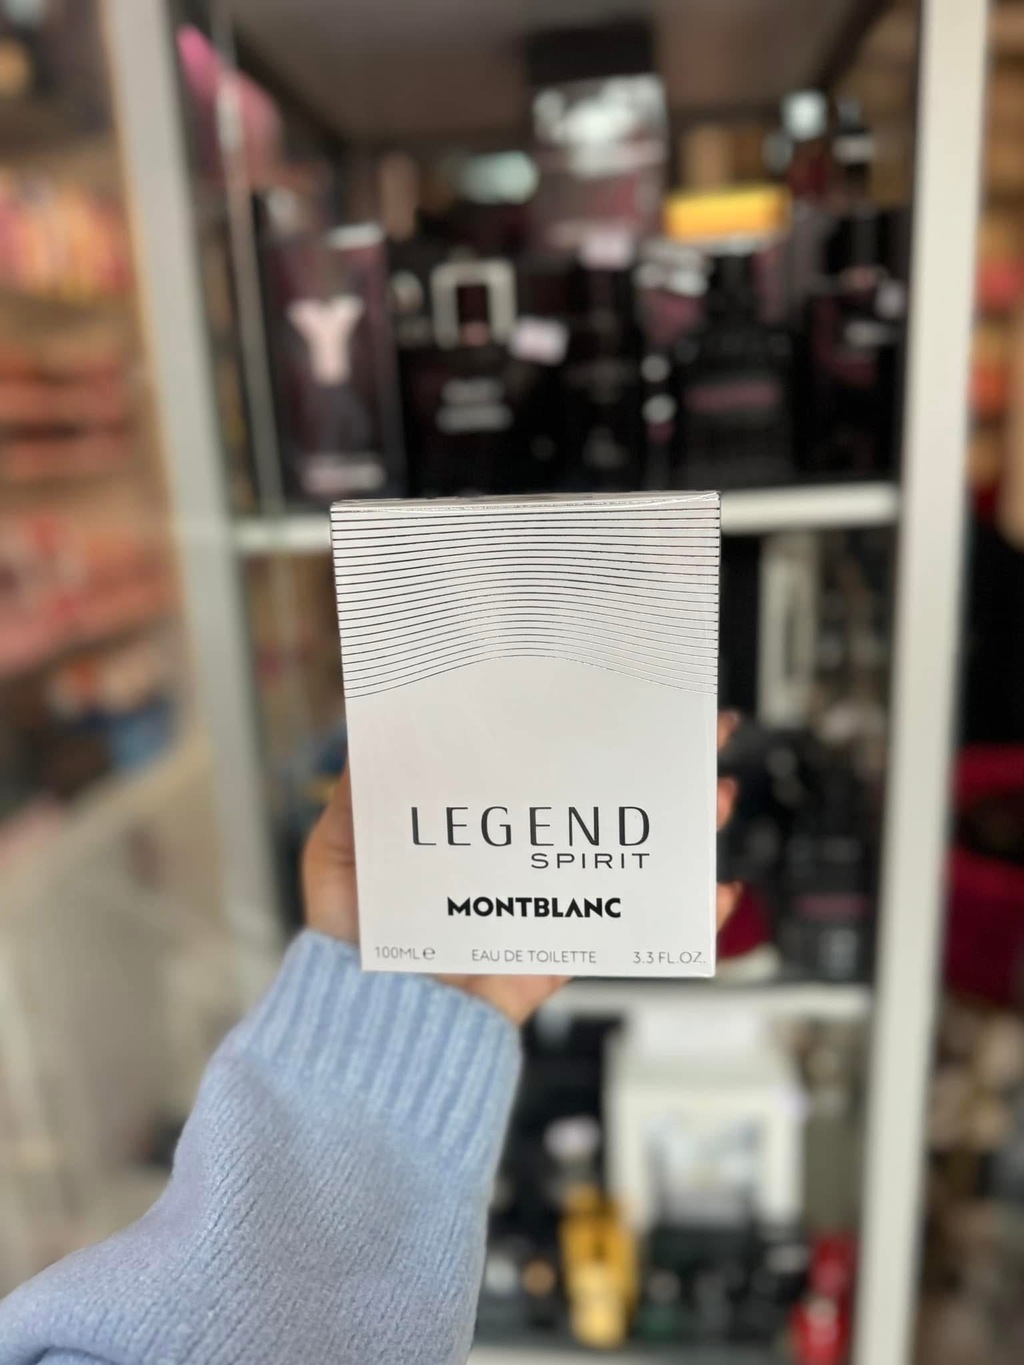 Y
LEGEND
SPIRIT
MONTBLANC
100ML℮ EAU DE TOILETTE 3.3 FL.OZ.